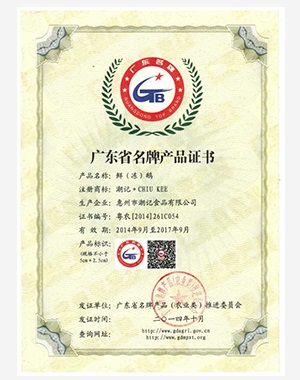 广东名牌
GUANGDONG TOP BRAND
GTB
广东省名牌产品证书
产品名称：鲜（冻）鹅
注册商标：潮记+CHIU KEE
生产企业：惠州市潮记食品有限公司
证书编号：粤农[2014]261C054
有 效 期：2014年9月至2017年9月
产品标识：
（规格不小于
5cm*2.5cm）
发证单位：广东省名牌产品（农业类）推进委员会
发证时间：二〇一四年十月
查询网址：http://www.gdagri.gov.cn
http://www.gdmpst.org